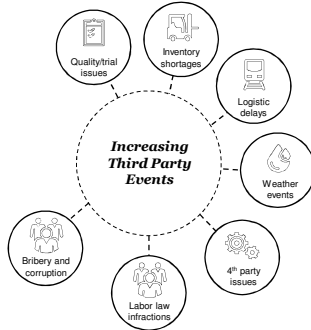 Quality/trial
issues
Inventory
shortages
Logistic
delays
Increasing
Third Party
Events
Weather
events
Bribery and
corruption
4th party
issues
Labor law
infractions